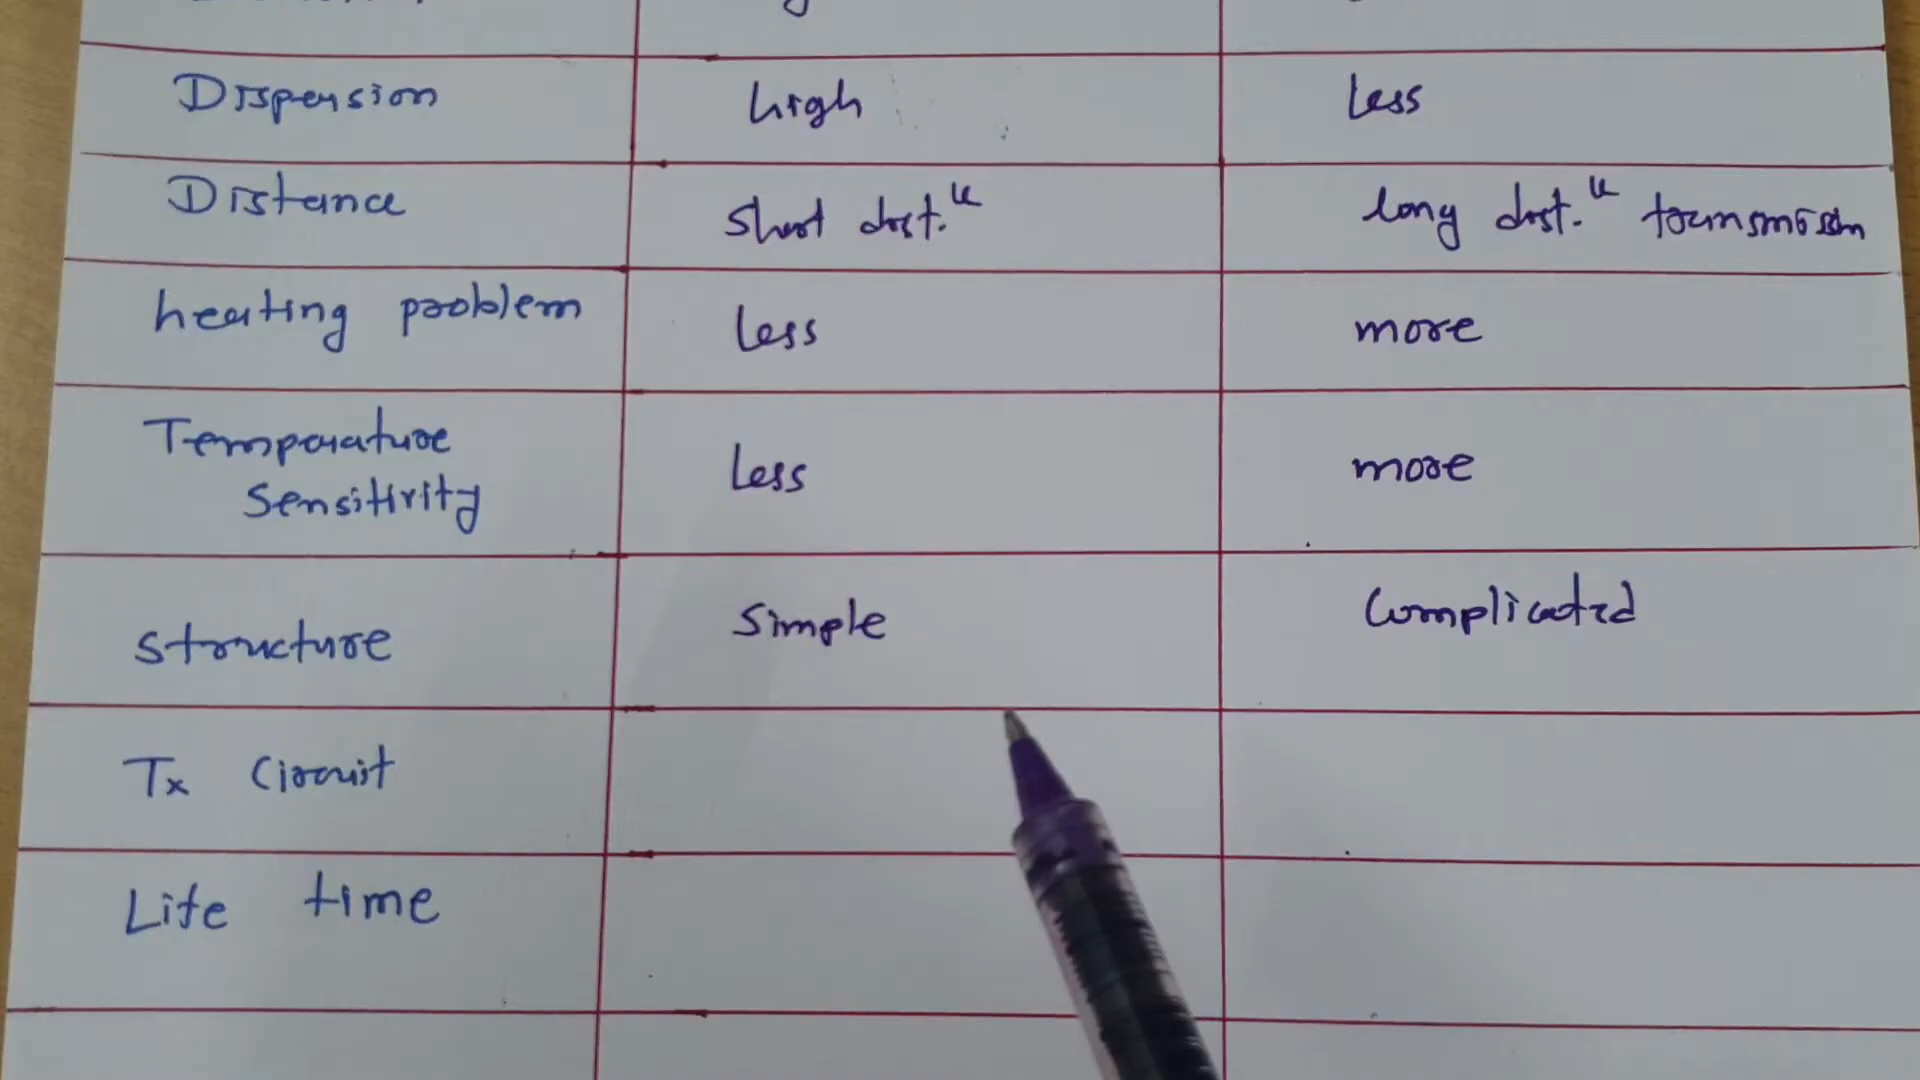 Dispersion high less
Distance short dist. long dist. transmission
heating problem less more
Temperature less more
Sensitivity
structure simple complicated
Tx circuit
Life time